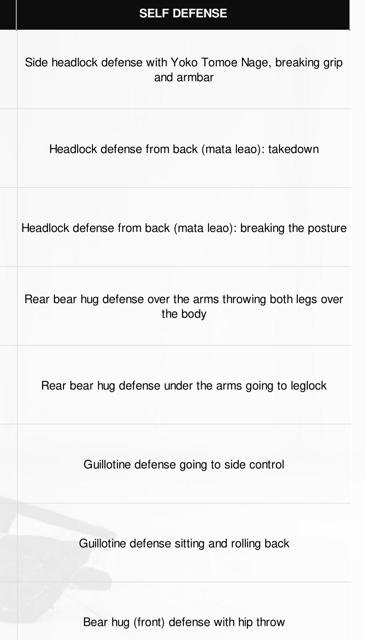 SELF DEFENSE
Side headlock defense with Yoko Tomoe Nage, breaking grip
and armbar
Headlock defense from back (mata leao): takedown
Headlock defense from back (mata leao): breaking the posture
Rear bear hug defense over the arms throwing both legs over
the body
Rear bear hug defense under the arms going to leglock
Guillotine defense going to side control
Guillotine defense sitting and rolling back
Bear hug (front) defense with hip throw